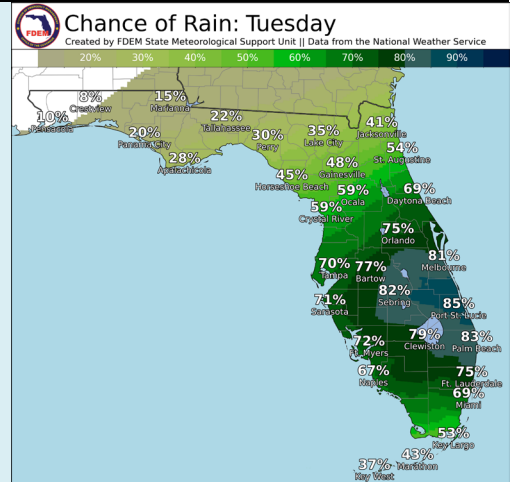 FDEM
Chance of Rain: Tuesday
Created by FDEM State Meteorological Support Unit || Data from the National Weather Service
20% 30% 40% 50% 60% 70% 80% 90%
8%
Crestview
15%
Marianna
10%
Pensacola
22%
Tallahassee
20%
Panama City
28%
Apalachicola
30%
Perry
35%
Lake City
41%
Jacksonville
54%
St. Augustine
48%
Gainesville
45%
Horseshoe Beach
59%
Ocala
69%
Daytona Beach
59%
Crystal River
75%
Orlando
81%
Melbourne
70%
Tampa
77%
Bartow
82%
Sebring
71%
Sarasota
85%
Port St. Lucie
79%
Clewiston
83%
Palm Beach
72%
Ft. Myers
67%
Naples
75%
Ft. Lauderdale
69%
Miami
53%
Key Largo
43%
Marathon
37%
Key West